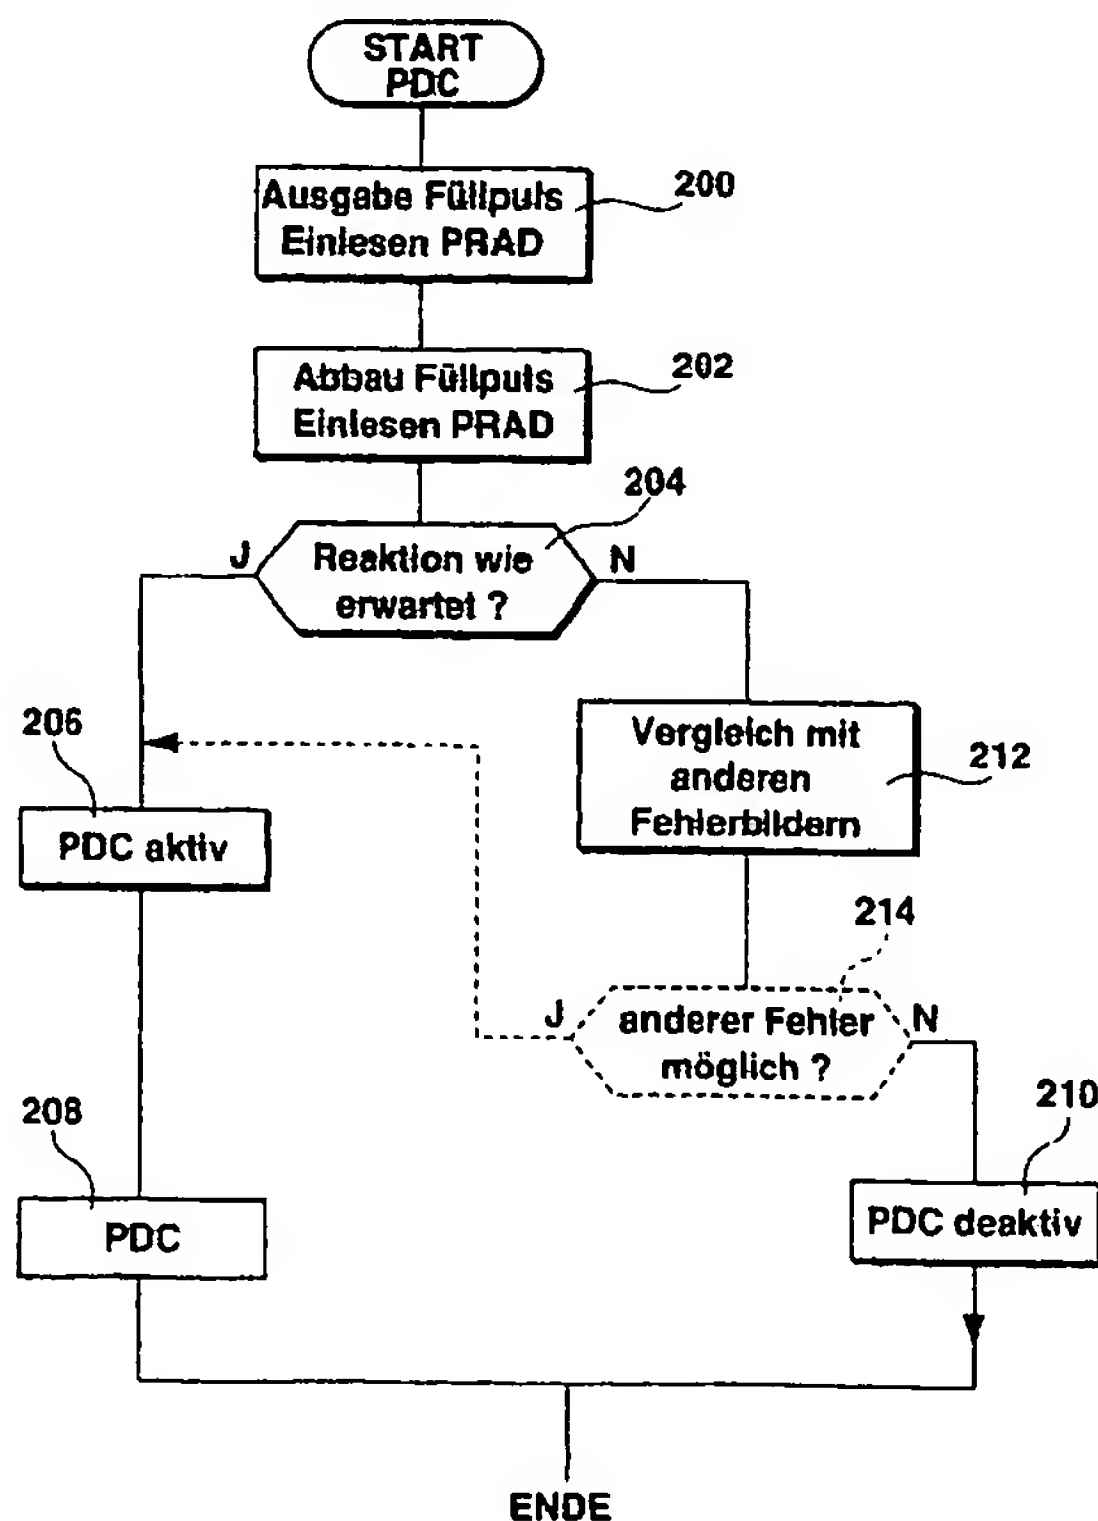 START
PDC
Ausgabe Füllpuls
Einlesen PRAD
200
Abbau Füllpuls
Einlesen PRAD
202
204
J
Reaktion wie
erwartet ?
N
206
PDC aktiv
Vergleich mit
anderen
Fehlerbildern
212
214
J
anderer Fehler
möglich ?
N
208
PDC
210
PDC deaktiv
ENDE